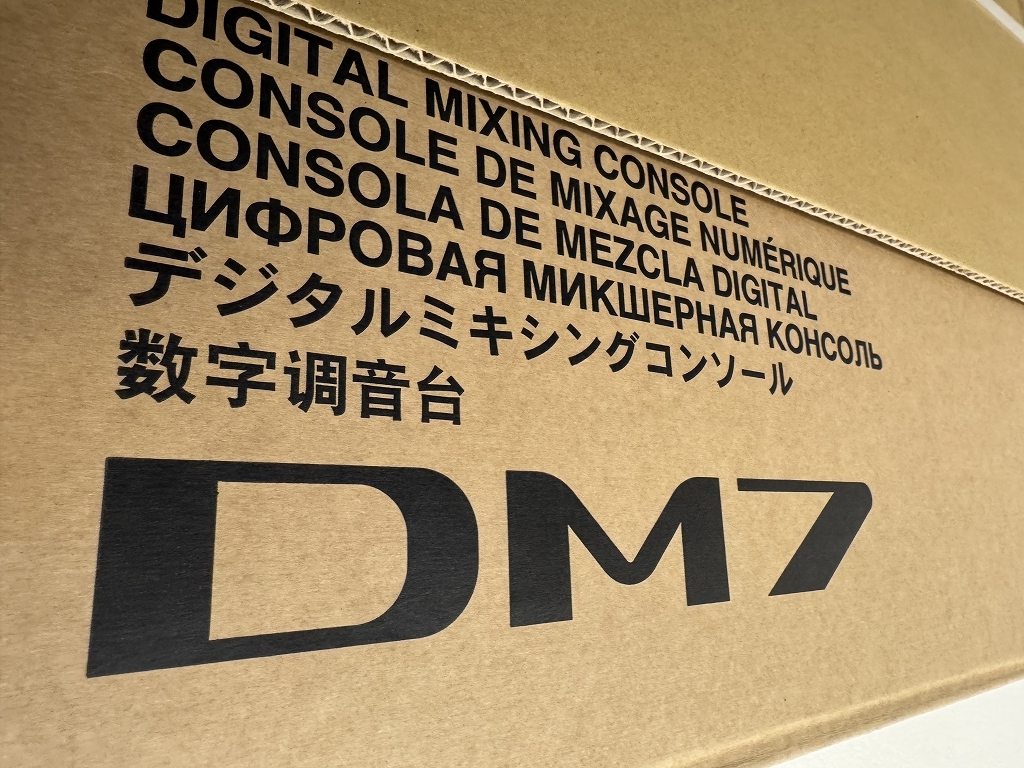 DIGITAL MIXING CONSOLE
CONSOLE DE MIXAGE NUMÉRIQUE
CONSOLA DE MEZCLA DIGITAL
ЦИФРОВАЯ МИКШЕРНАЯ КОНСОЛЬ
デジタルミキシングコンソール
数字调音台
DM7